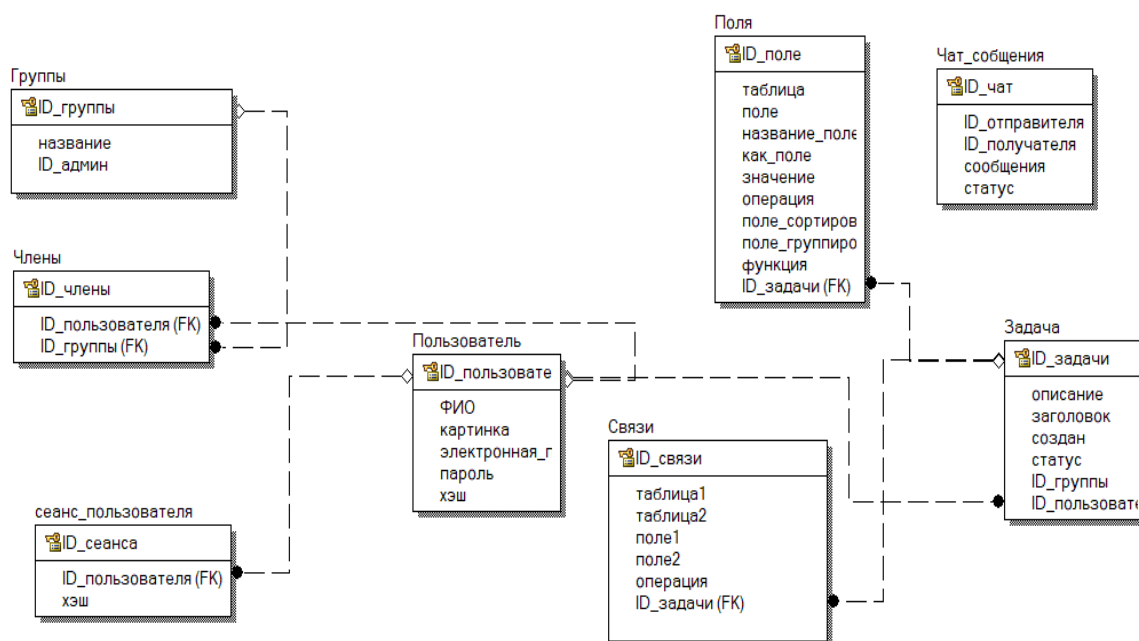 Группы
ID_группы
название
ID_админ
Члены
ID_члены
ID_пользователя (FK)
ID_группы (FK)
сеанс_пользователя
ID_сеанса
ID_пользователя (FK)
хэш
Пользователь
ID_пользовате
ФИО
картинка
электронная_г
пароль
хэш
Поля
ID_поле
таблица
поле
название_поле
как_поле
значение
операция
поле_сортиров
поле_группиро
функция
ID_задачи (FK)
Связи
ID_связи
таблица1
таблица2
поле1
поле2
операция
ID_задачи (FK)
Чат_собщения
ID_чат
ID_отправителя
ID_получателя
сообщения
статус
Задача
ID_задачи
описание
заголовок
создан
статус
ID_группы
ID_пользовате